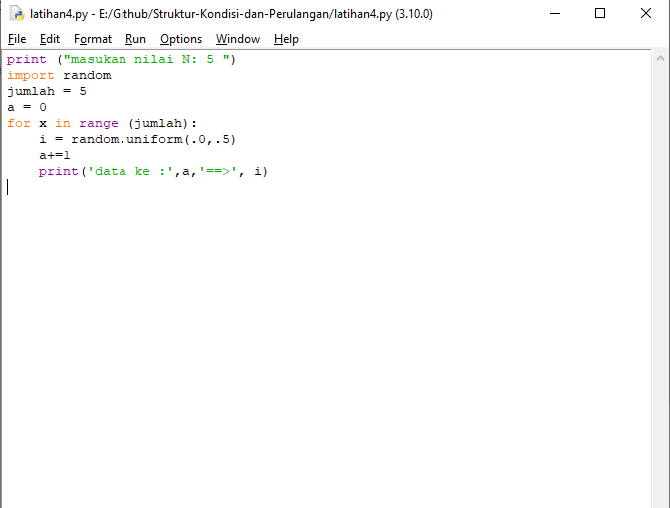 latihan4.py - E:/Github/Struktur-Kondisi-dan-Perulangan/latihan4.py (3.10.0)
File Edit Format Run Options Window Help
print ("masukan nilai N: 5 ")
import random
jumlah = 5
a = 0
for x in range (jumlah):
    i = random.uniform(.0,.5)
    a+=1
    print('data ke :',a,'==>', i)